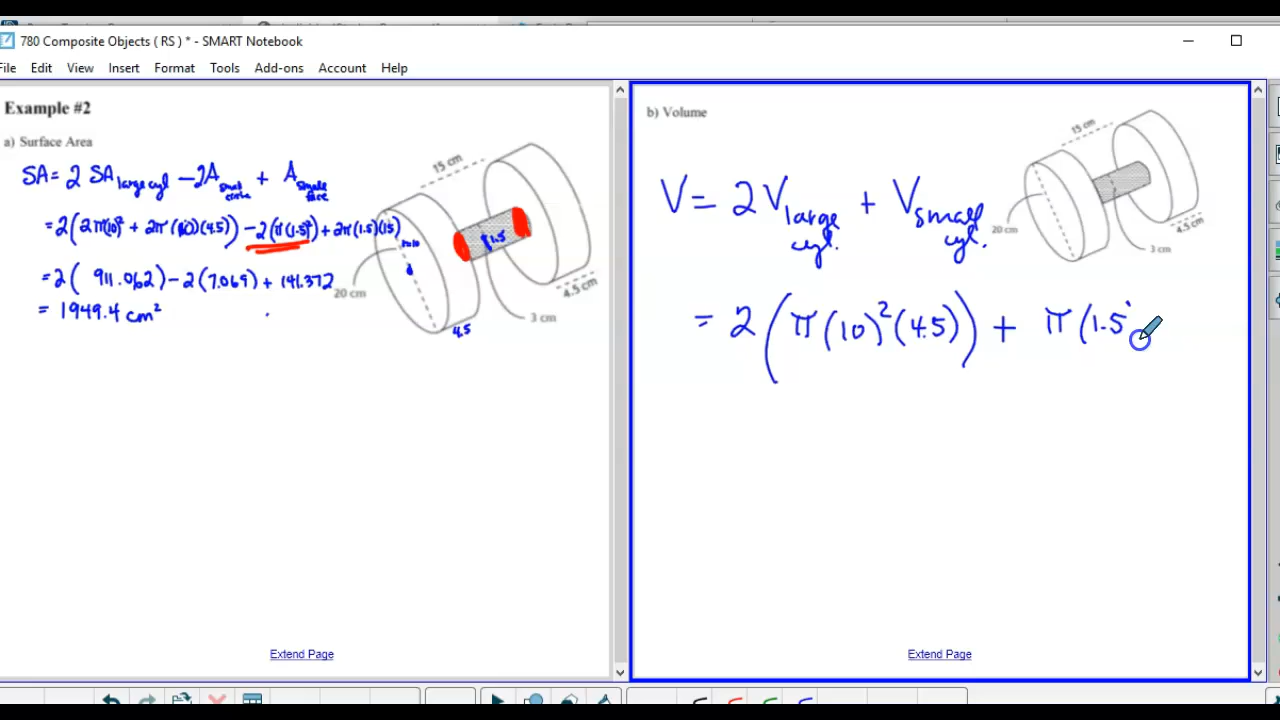 780 Composite Objects ( RS ) * - SMART Notebook
File Edit View Insert Format Tools Add-ons Account Help
Example #2
a) Surface Area
SA = 2 SA large cyl - 2A small circle + A small face
= 2(2π(10)² + 2π(10)(4.5)) - 2(π(1.5)²) + 2π(1.5)(15)
= 2( 911.062) - 2(7.069) + 141.372
= 1949.4 cm²
15 cm
r=10
1.5
20 cm
4.5
4.5 cm
3 cm
Extend Page
b) Volume
15 cm
20 cm
4.5 cm
3 cm
V = 2 V large cyl. + V small cyl.
= 2(π(10)²(4.5)) + π(1.5
Extend Page